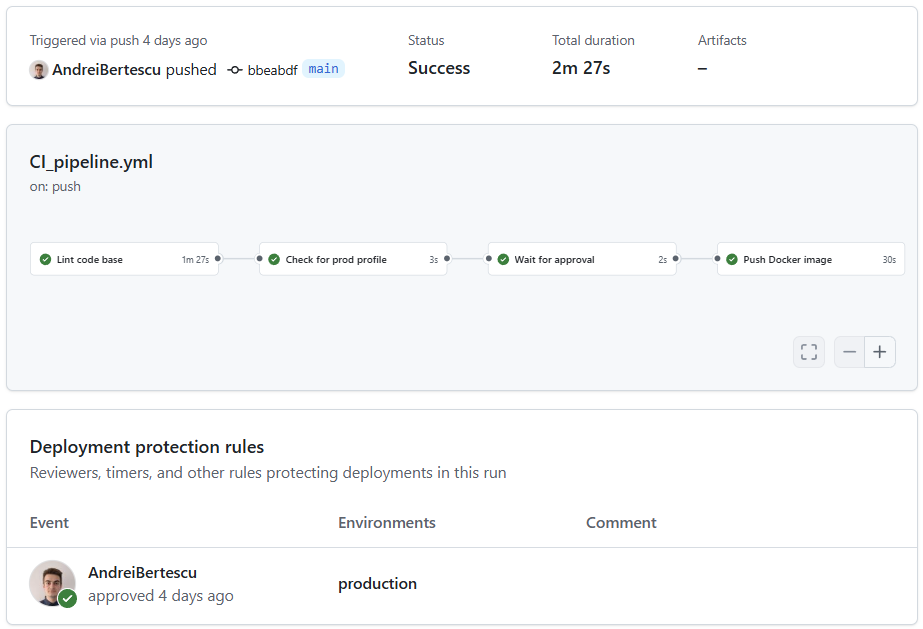 Triggered via push 4 days ago
AndreiBertescu pushed bbeabdf main
Status
Success
Total duration
2m 27s
Artifacts
–
CI_pipeline.yml
on: push
Lint code base 1m 27s
Check for prod profile 3s
Wait for approval 2s
Push Docker image 30s
Deployment protection rules
Reviewers, timers, and other rules protecting deployments in this run
Event Environments Comment
AndreiBertescu
approved 4 days ago
production